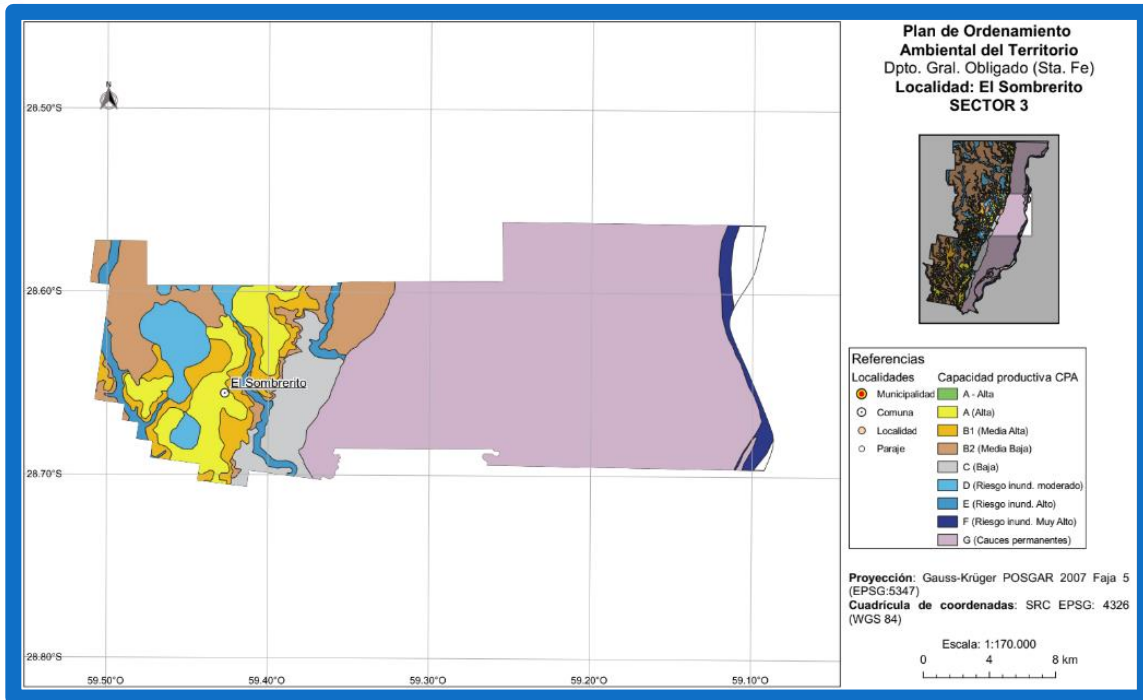 Plan de Ordenamiento
Ambiental del Territorio
Dpto. Gral. Obligado (Sta. Fe)
Localidad: El Sombrerito
SECTOR 3
N
28.50°S
28.60°S
28.70°S
28.80°S
59.50°O
59.40°O
59.30°O
59.20°O
59.10°O
El Sombrerito
Referencias
Localidades
Municipalidad
Comuna
Localidad
Paraje
Capacidad productiva CPA
A - Alta
A (Alta)
B1 (Media Alta)
B2 (Media Baja)
C (Baja)
D (Riesgo inund. moderado)
E (Riesgo inund. Alto)
F (Riesgo inund. Muy Alto)
G (Cauces permanentes)
Proyección: Gauss-Krüger POSGAR 2007 Faja 5
(EPSG:5347)
Cuadrícula de coordenadas: SRC EPSG: 4326
(WGS 84)
Escala: 1:170.000
0 4 8 km